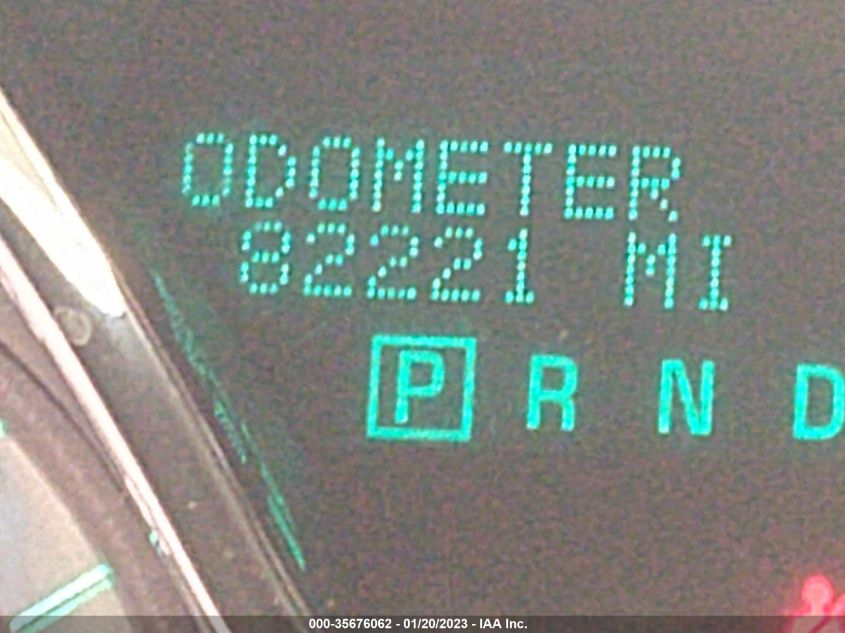 ODOMETER
82221 MI
P R N D
000-35676062 - 01/20/2023 - IAA Inc.